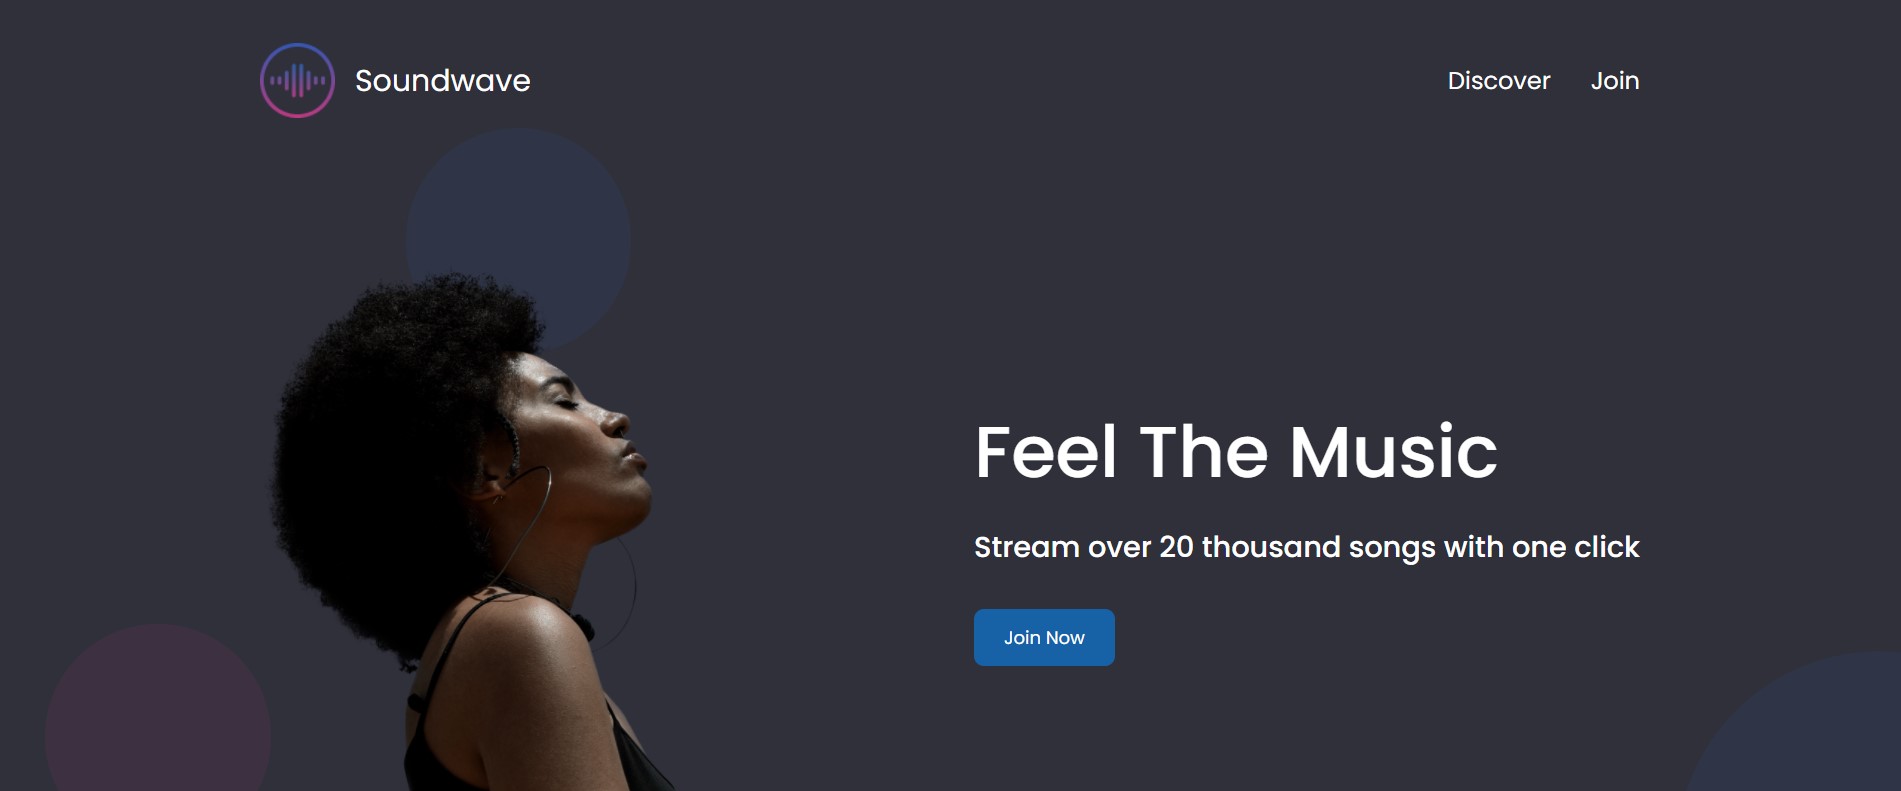 Soundwave
Discover
Join
Feel The Music
Stream over 20 thousand songs with one click
Join Now